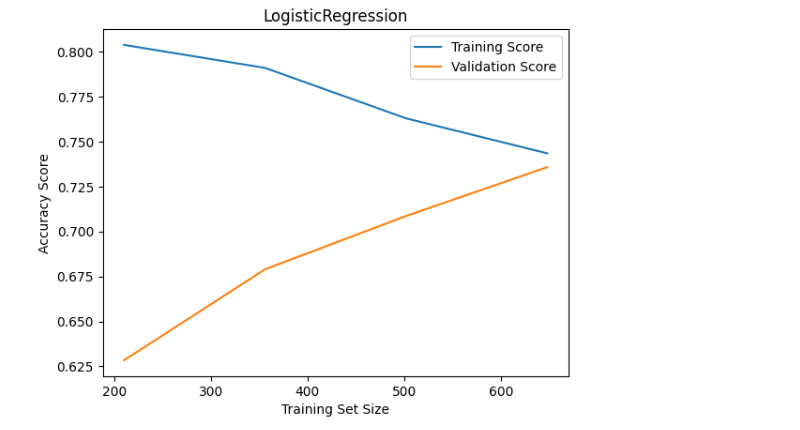 LogisticRegression
Training Score
Validation Score
0.800
0.775
0.750
0.725
0.700
0.675
0.650
0.625
Accuracy Score
200 300 400 500 600
Training Set Size